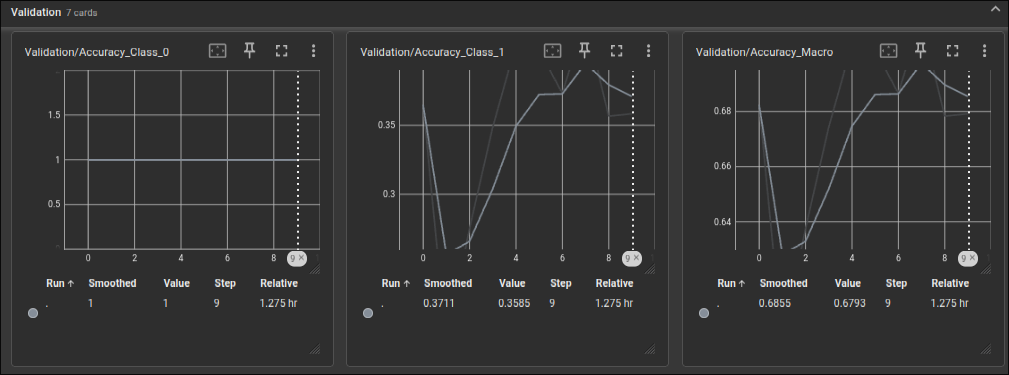 Validation 7 cards
Validation/Accuracy_Class_0
1.5
1
0.5
0 2 4 6 8 9 ×
Run ↑ Smoothed Value Step Relative
. 1 1 9 1.275 hr
Validation/Accuracy_Class_1
0.35
0.3
0 2 4 6 8 9 ×
Run ↑ Smoothed Value Step Relative
. 0.3711 0.3585 9 1.275 hr
Validation/Accuracy_Macro
0.68
0.66
0.64
0 2 4 6 8 9 ×
Run ↑ Smoothed Value Step Relative
. 0.6855 0.6793 9 1.275 hr